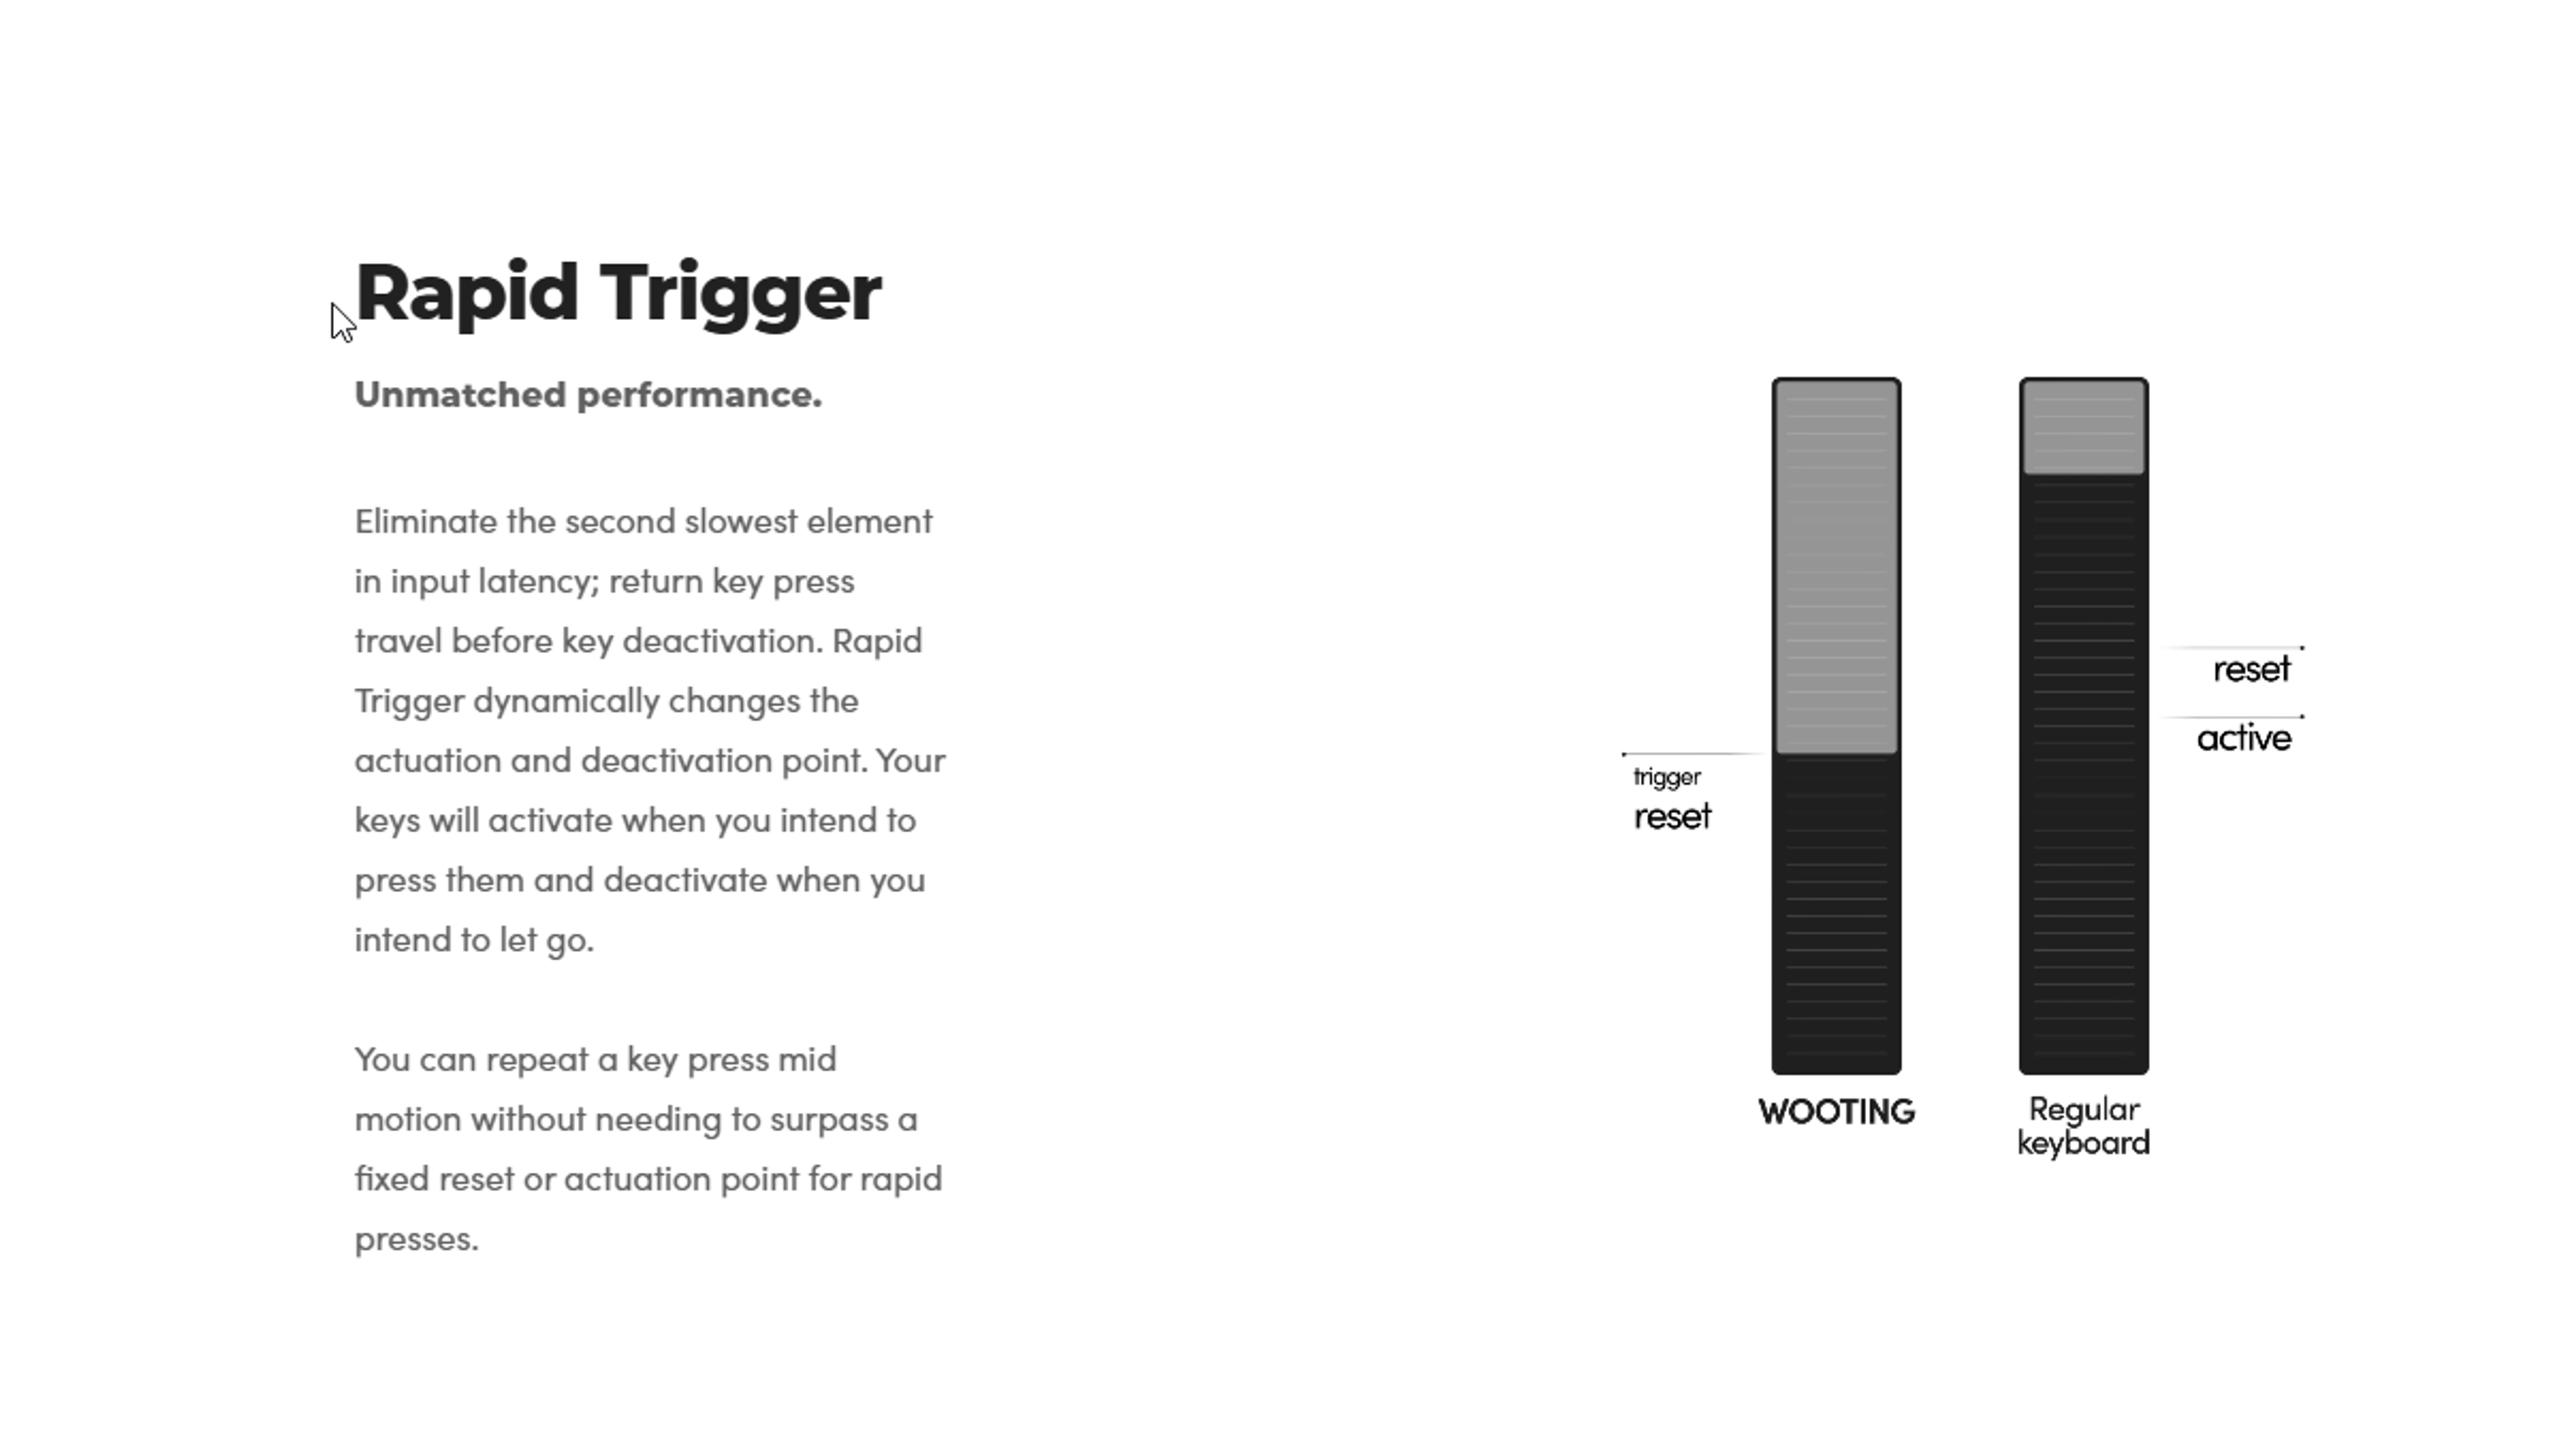 Rapid Trigger
Unmatched performance.
Eliminate the second slowest element
in input latency; return key press
travel before key deactivation. Rapid
Trigger dynamically changes the
actuation and deactivation point. Your
keys will activate when you intend to
press them and deactivate when you
intend to let go.
You can repeat a key press mid
motion without needing to surpass a
fixed reset or actuation point for rapid
presses.
trigger
reset
reset
active
WOOTING
Regular
keyboard